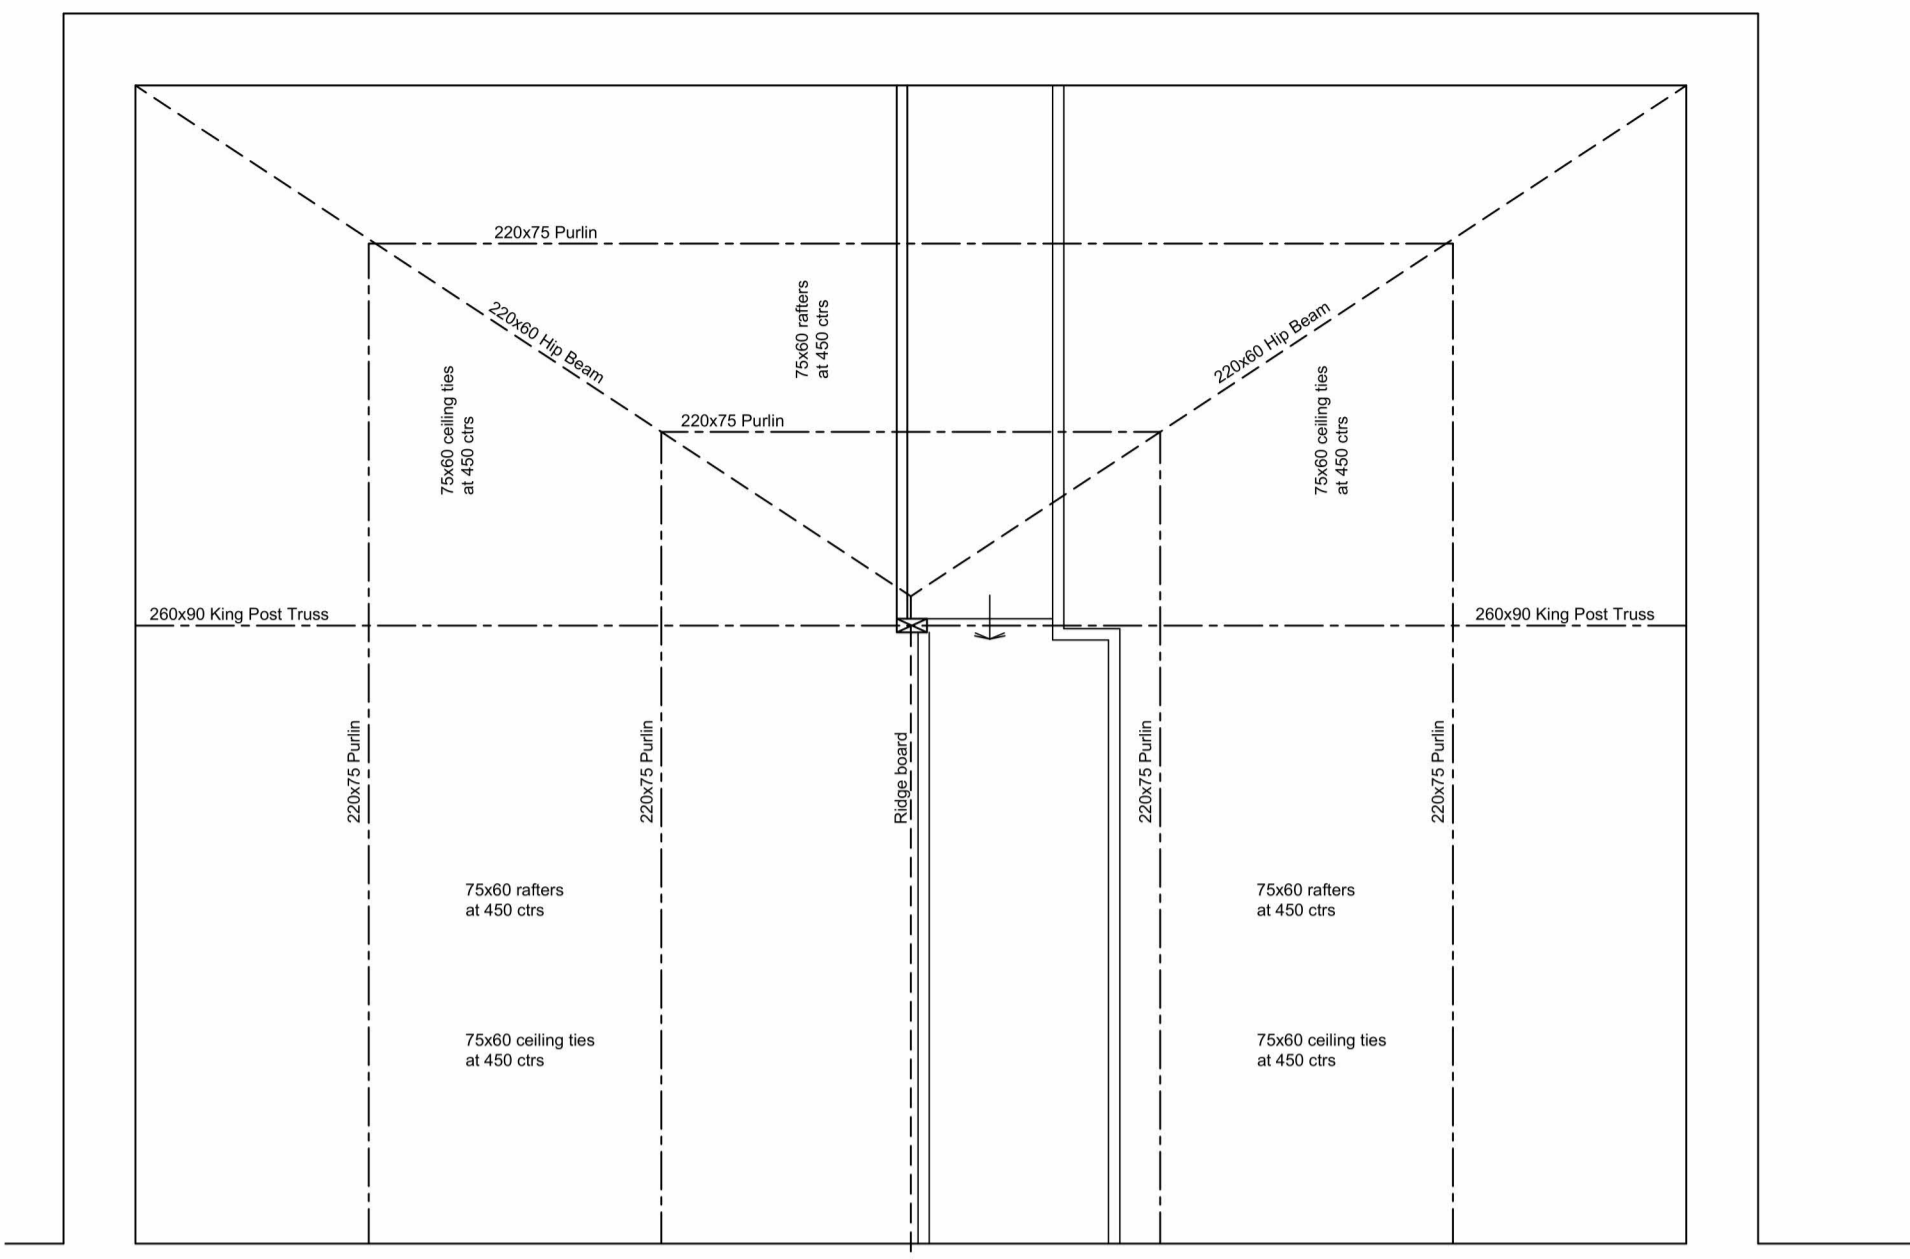 220x75 Purlin
75x60 rafters
at 450 ctrs
220x60 Hip Beam
220x60 Hip Beam
75x60 ceiling ties
at 450 ctrs
75x60 ceiling ties
at 450 ctrs
220x75 Purlin
260x90 King Post Truss
260x90 King Post Truss
220x75 Purlin
220x75 Purlin
Ridge board
220x75 Purlin
220x75 Purlin
75x60 rafters
at 450 ctrs
75x60 rafters
at 450 ctrs
75x60 ceiling ties
at 450 ctrs
75x60 ceiling ties
at 450 ctrs